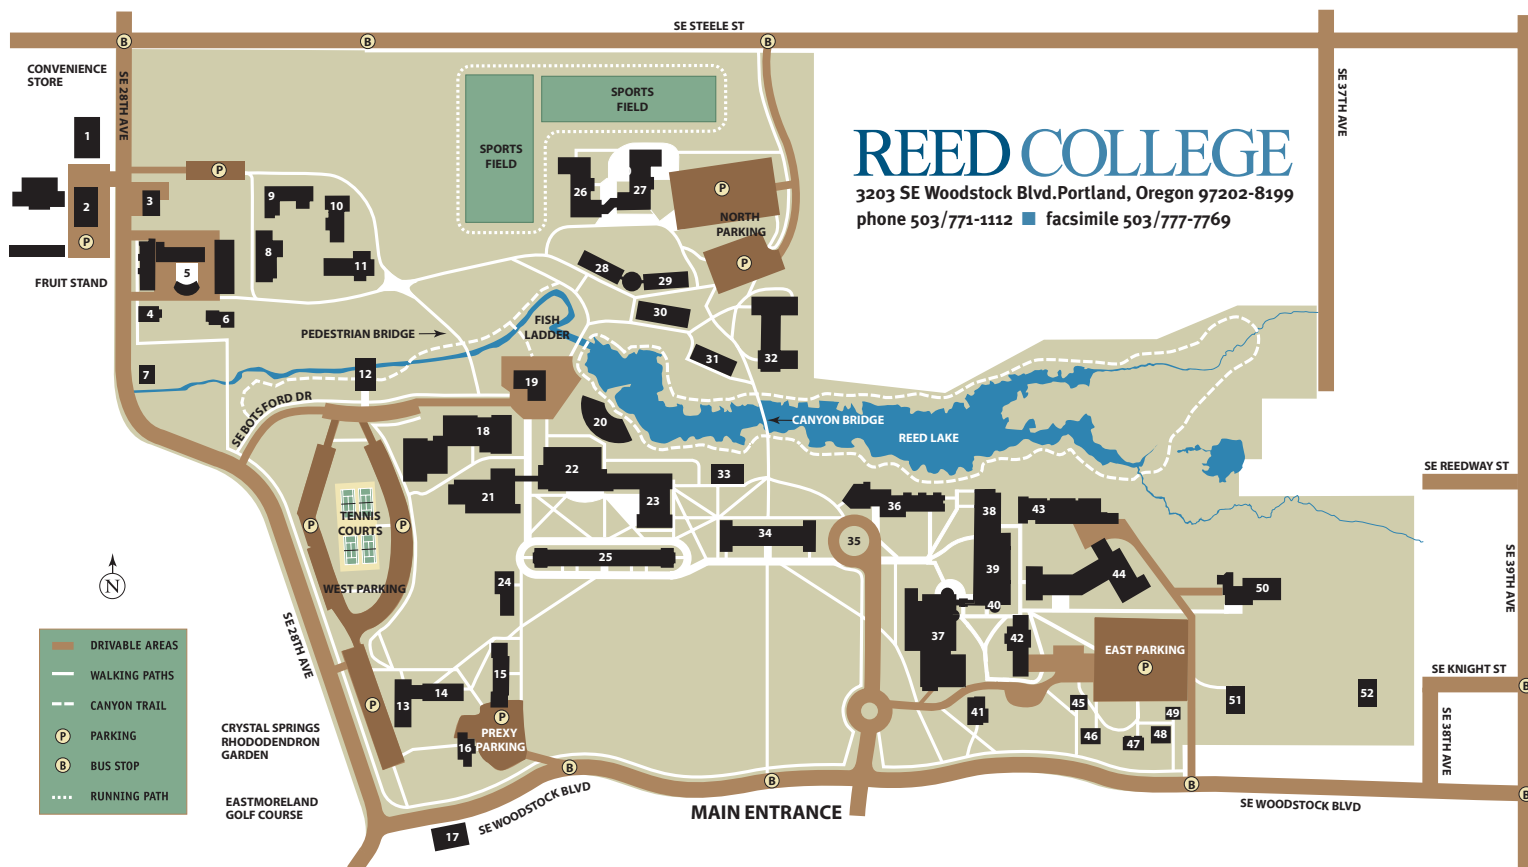 SE STEELE ST
B
B
B
CONVENIENCE
STORE
SE 28TH AVE
SE 37TH AVE
SPORTS
FIELD
SPORTS
FIELD
REED COLLEGE
3203 SE Woodstock Blvd.Portland, Oregon 97202-8199
phone 503/771-1112 facsimile 503/777-7769
1
P
2
3
P
9
10
8
11
26
27
P
NORTH
PARKING
P
FRUIT STAND
5
4
6
7
28
29
30
31
32
PEDESTRIAN BRIDGE
FISH
LADDER
12
19
SE BOTSFORD DR
20
CANYON BRIDGE
REED LAKE
18
22
33
21
23
SE REEDWAY ST
36
38
43
34
35
25
24
TENNIS
COURTS
P
P
WEST PARKING
39
44
50
40
37
42
SE 39TH AVE
N
SE 28TH AVE
EAST PARKING
P
SE KNIGHT ST
B
DRIVABLE AREAS
WALKING PATHS
CANYON TRAIL
P PARKING
B BUS STOP
RUNNING PATH
15
14
13
P
P
PREXY
PARKING
16
41
45
46
47
48
49
51
52
SE 38TH AVE
CRYSTAL SPRINGS
RHODODENDRON
GARDEN
EASTMORELAND
GOLF COURSE
B
B
B
B
17
SE WOODSTOCK BLVD
MAIN ENTRANCE
SE WOODSTOCK BLVD